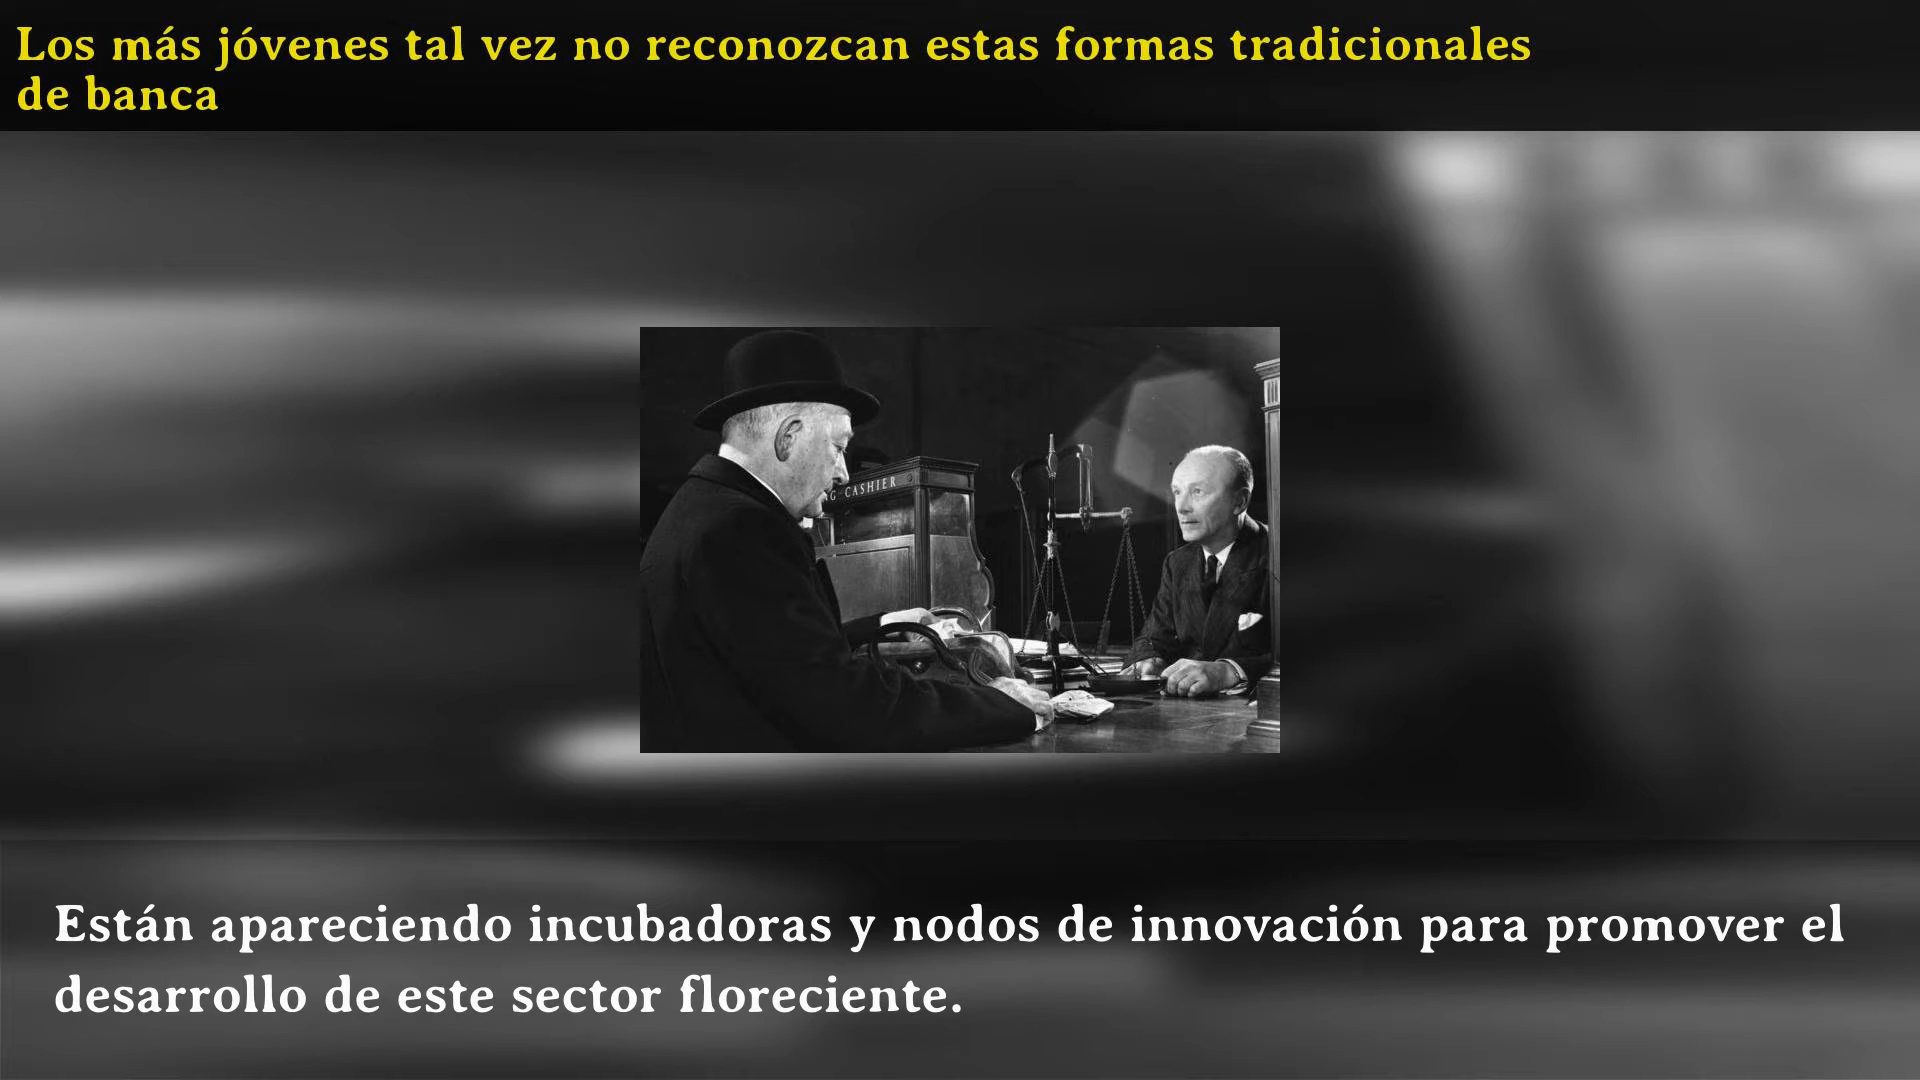 Los más jóvenes tal vez no reconozcan estas formas tradicionales
de banca
CASHIER
Están apareciendo incubadoras y nodos de innovación para promover el
desarrollo de este sector floreciente.